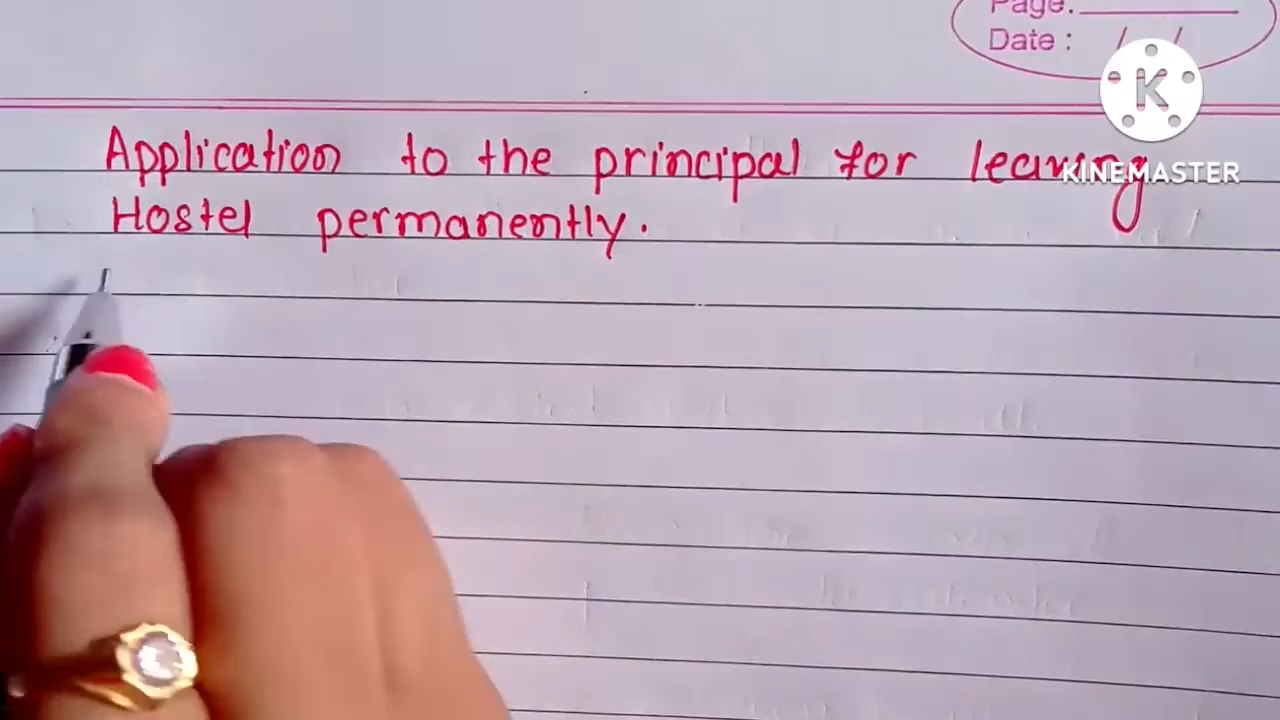 Page:
Date : / /
K
KINEMASTER
Application to the principal for leaving
Hostel permanently.